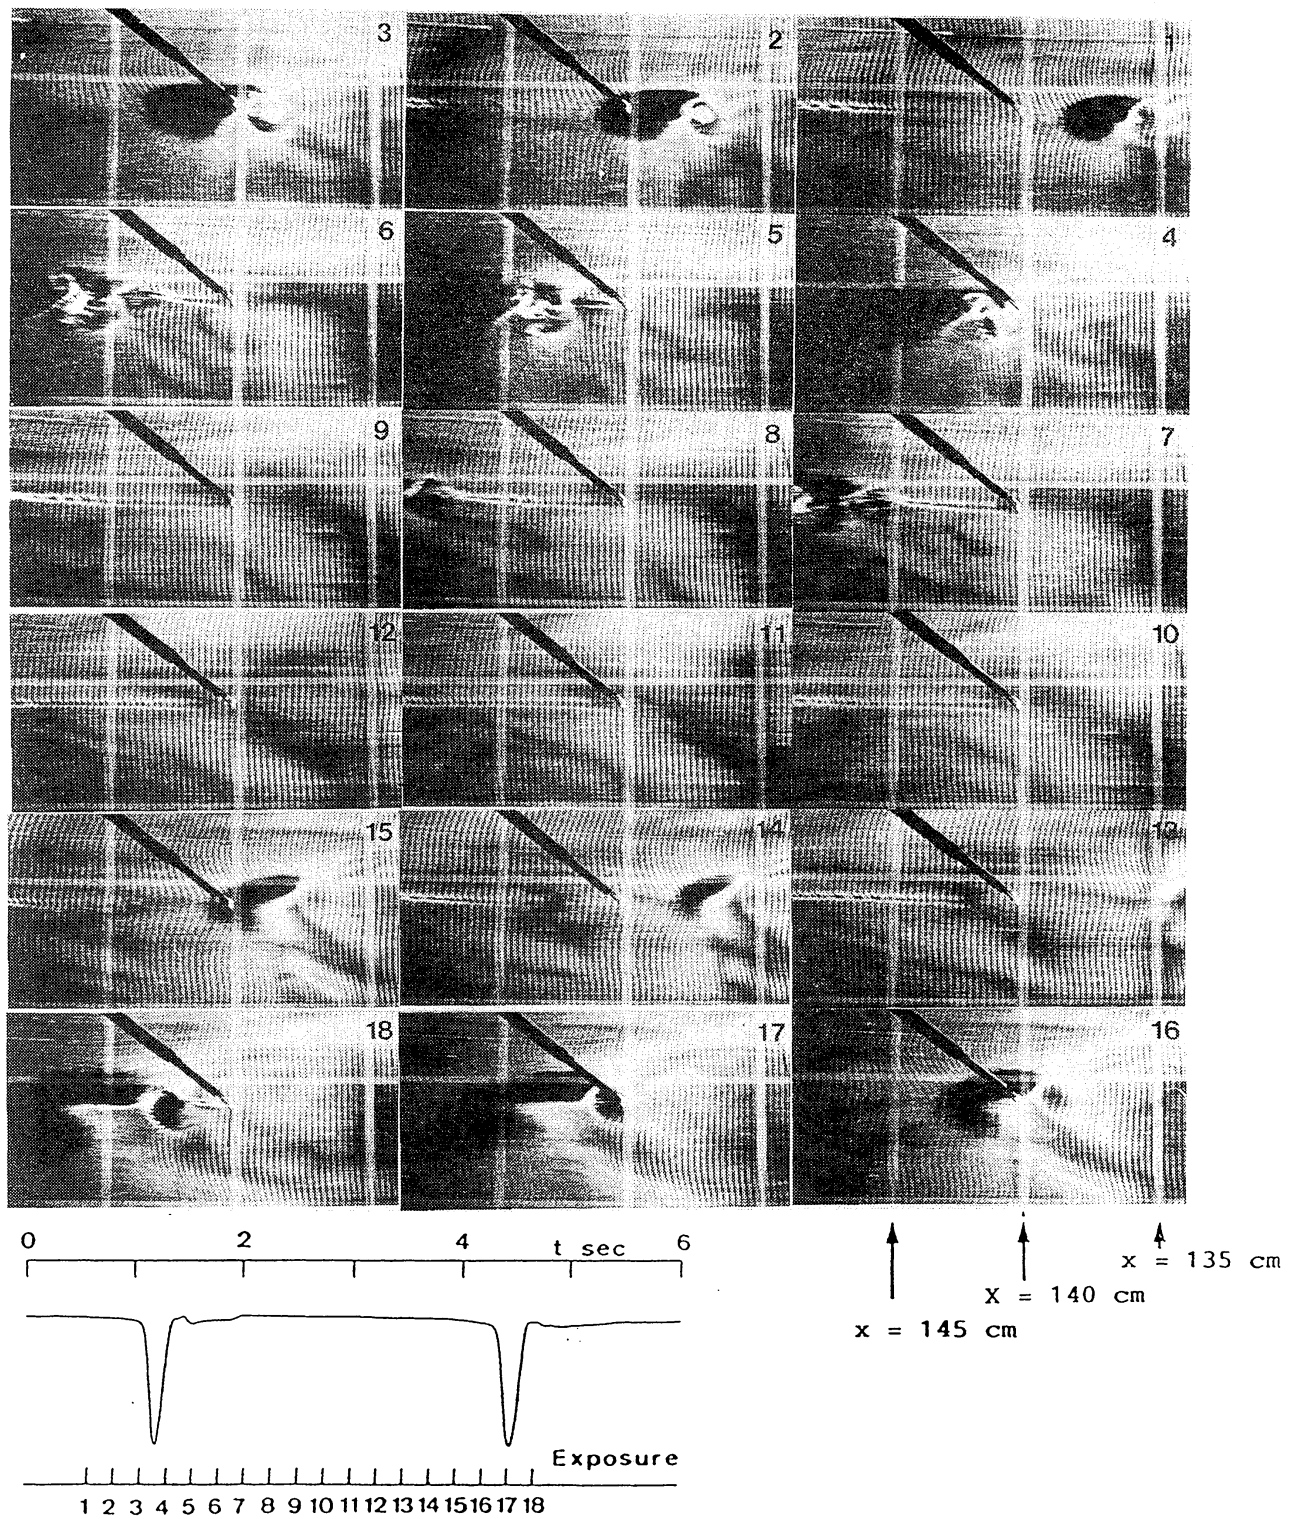 3 2 1
6 5 4
9 8 7
12 11 10
15 14 13
18 17 16
0 2 4 t sec 6
x = 135 cm
X = 140 cm
x = 145 cm
Exposure
1 2 3 4 5 6 7 8 9 10 11 12 13 14 15 16 17 18